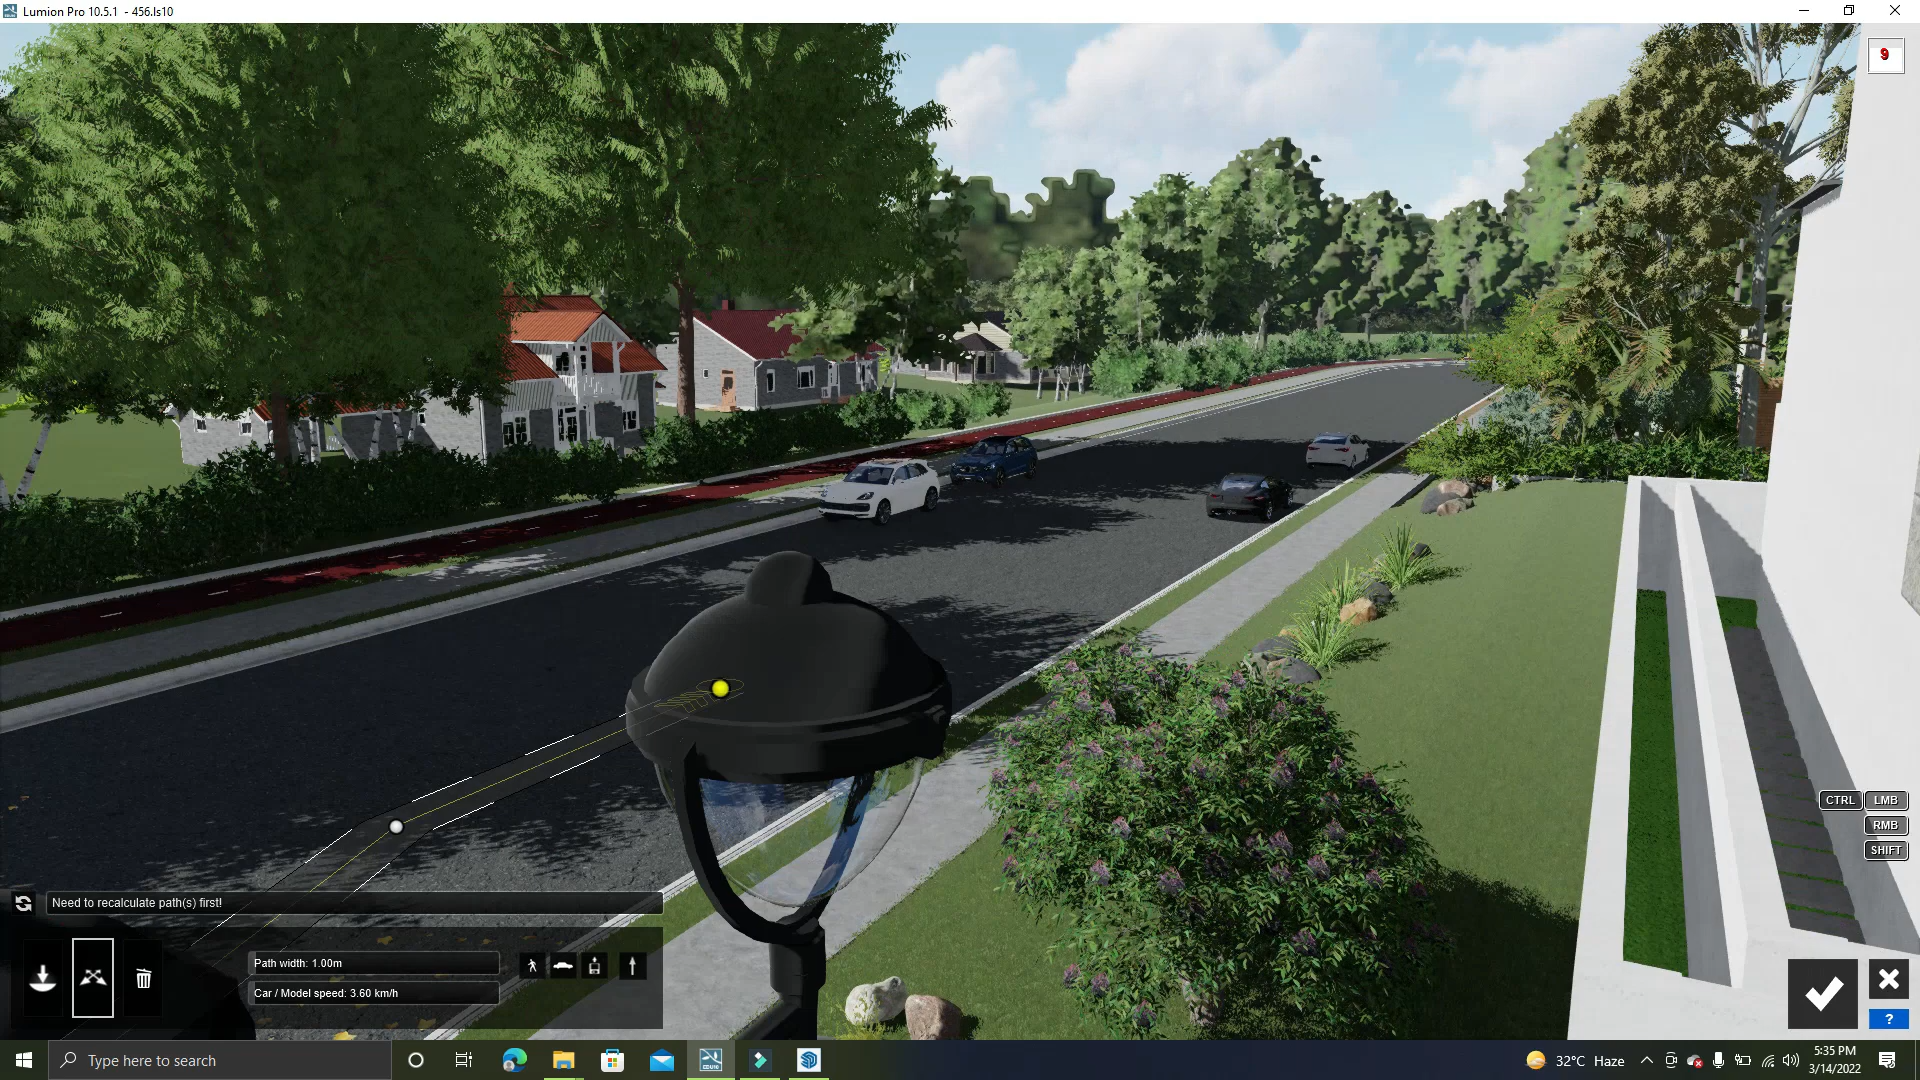 Lumion Pro 10.5.1 - 456.ls10
9
CTRL LMB
RMB
SHIFT
Need to recalculate path(s) first!
Path width: 1.00m
Car / Model speed: 3.60 km/h
?
Type here to search
EDU10
32°C Haze
5:35 PM
3/14/2022